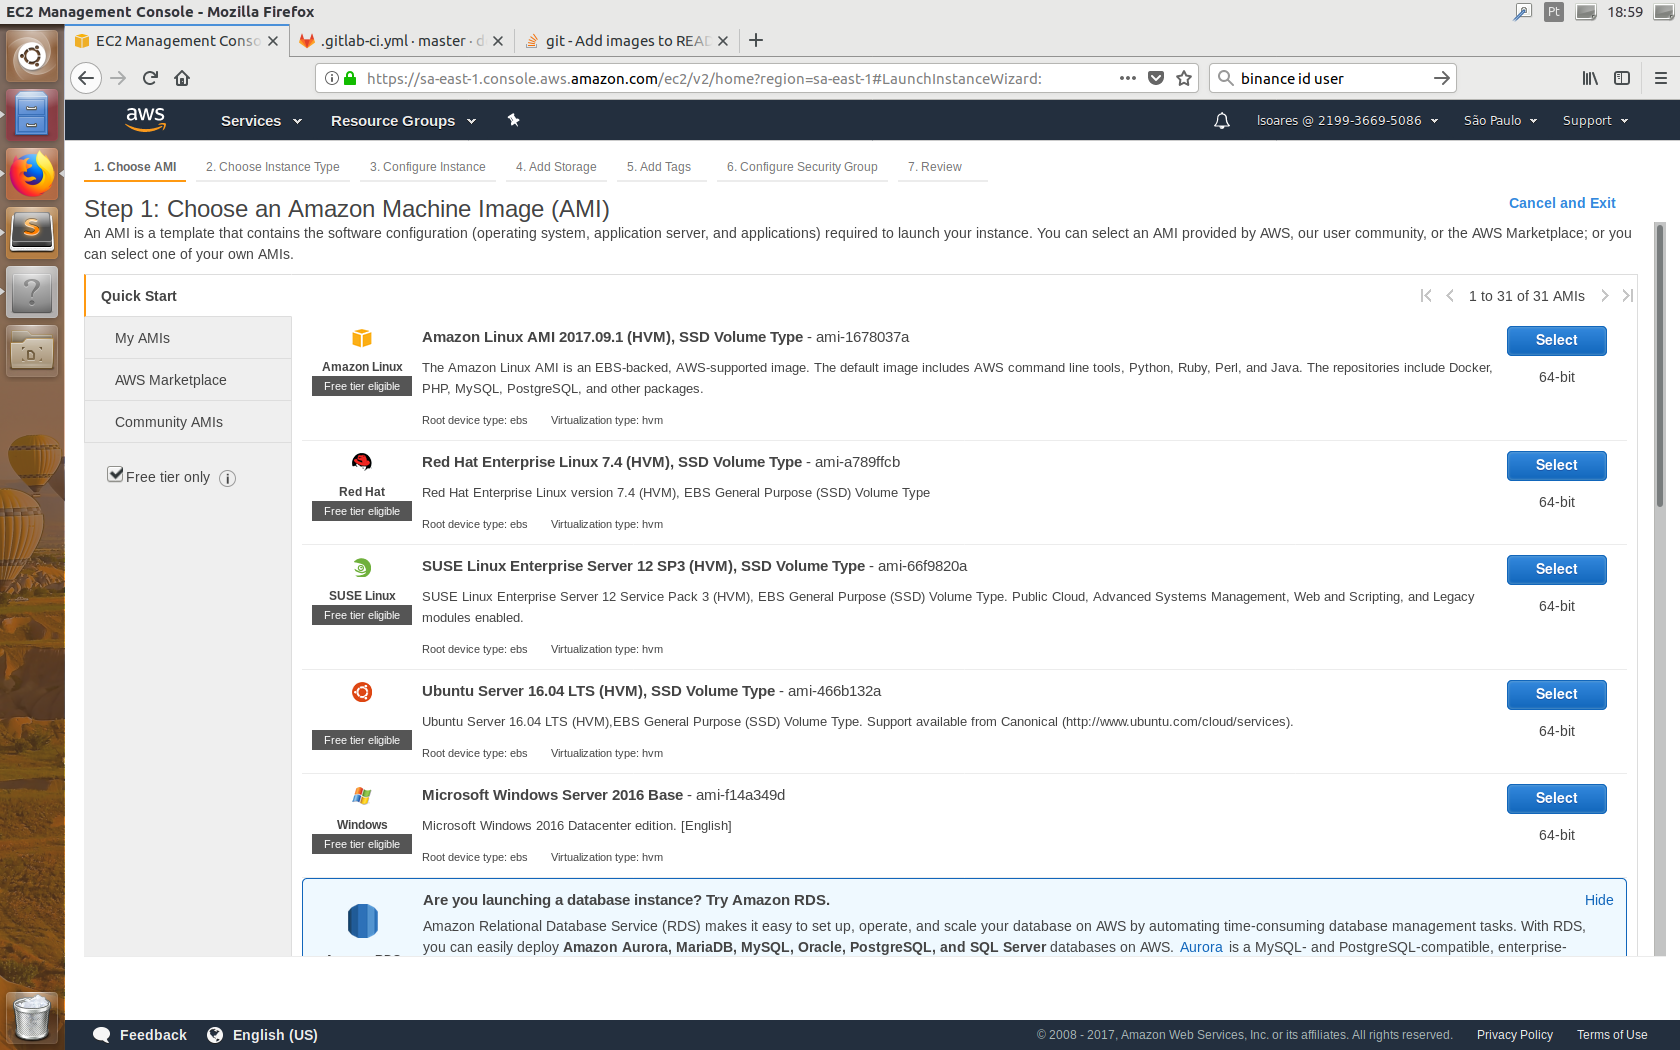 EC2 Management Console - Mozilla Firefox
Pt
18:59
EC2 Management Conso
.gitlab-ci.yml · master · d
git - Add images to READ
https://sa-east-1.console.aws.amazon.com/ec2/v2/home?region=sa-east-1#LaunchInstanceWizard:
binance id user
aws
Services
Resource Groups
lsoares @ 2199-3669-5086
São Paulo
Support
1. Choose AMI
2. Choose Instance Type
3. Configure Instance
4. Add Storage
5. Add Tags
6. Configure Security Group
7. Review
Step 1: Choose an Amazon Machine Image (AMI)
Cancel and Exit
An AMI is a template that contains the software configuration (operating system, application server, and applications) required to launch your instance. You can select an AMI provided by AWS, our user community, or the AWS Marketplace; or you
can select one of your own AMIs.
Quick Start
1 to 31 of 31 AMIs
My AMIs
AWS Marketplace
Community AMIs
Free tier only
Amazon Linux
Free tier eligible
Amazon Linux AMI 2017.09.1 (HVM), SSD Volume Type - ami-1678037a
The Amazon Linux AMI is an EBS-backed, AWS-supported image. The default image includes AWS command line tools, Python, Ruby, Perl, and Java. The repositories include Docker,
PHP, MySQL, PostgreSQL, and other packages.
Root device type: ebs Virtualization type: hvm
Select
64-bit
Red Hat
Free tier eligible
Red Hat Enterprise Linux 7.4 (HVM), SSD Volume Type - ami-a789ffcb
Red Hat Enterprise Linux version 7.4 (HVM), EBS General Purpose (SSD) Volume Type
Root device type: ebs Virtualization type: hvm
Select
64-bit
SUSE Linux
Free tier eligible
SUSE Linux Enterprise Server 12 SP3 (HVM), SSD Volume Type - ami-66f9820a
SUSE Linux Enterprise Server 12 Service Pack 3 (HVM), EBS General Purpose (SSD) Volume Type. Public Cloud, Advanced Systems Management, Web and Scripting, and Legacy
modules enabled.
Root device type: ebs Virtualization type: hvm
Select
64-bit
Free tier eligible
Ubuntu Server 16.04 LTS (HVM), SSD Volume Type - ami-466b132a
Ubuntu Server 16.04 LTS (HVM),EBS General Purpose (SSD) Volume Type. Support available from Canonical (http://www.ubuntu.com/cloud/services).
Root device type: ebs Virtualization type: hvm
Select
64-bit
Windows
Free tier eligible
Microsoft Windows Server 2016 Base - ami-f14a349d
Microsoft Windows 2016 Datacenter edition. [English]
Root device type: ebs Virtualization type: hvm
Select
64-bit
Are you launching a database instance? Try Amazon RDS.
Hide
Amazon Relational Database Service (RDS) makes it easy to set up, operate, and scale your database on AWS by automating time-consuming database management tasks. With RDS,
you can easily deploy Amazon Aurora, MariaDB, MySQL, Oracle, PostgreSQL, and SQL Server databases on AWS. Aurora is a MySQL- and PostgreSQL-compatible, enterprise-
Feedback
English (US)
© 2008 - 2017, Amazon Web Services, Inc. or its affiliates. All rights reserved.
Privacy Policy
Terms of Use